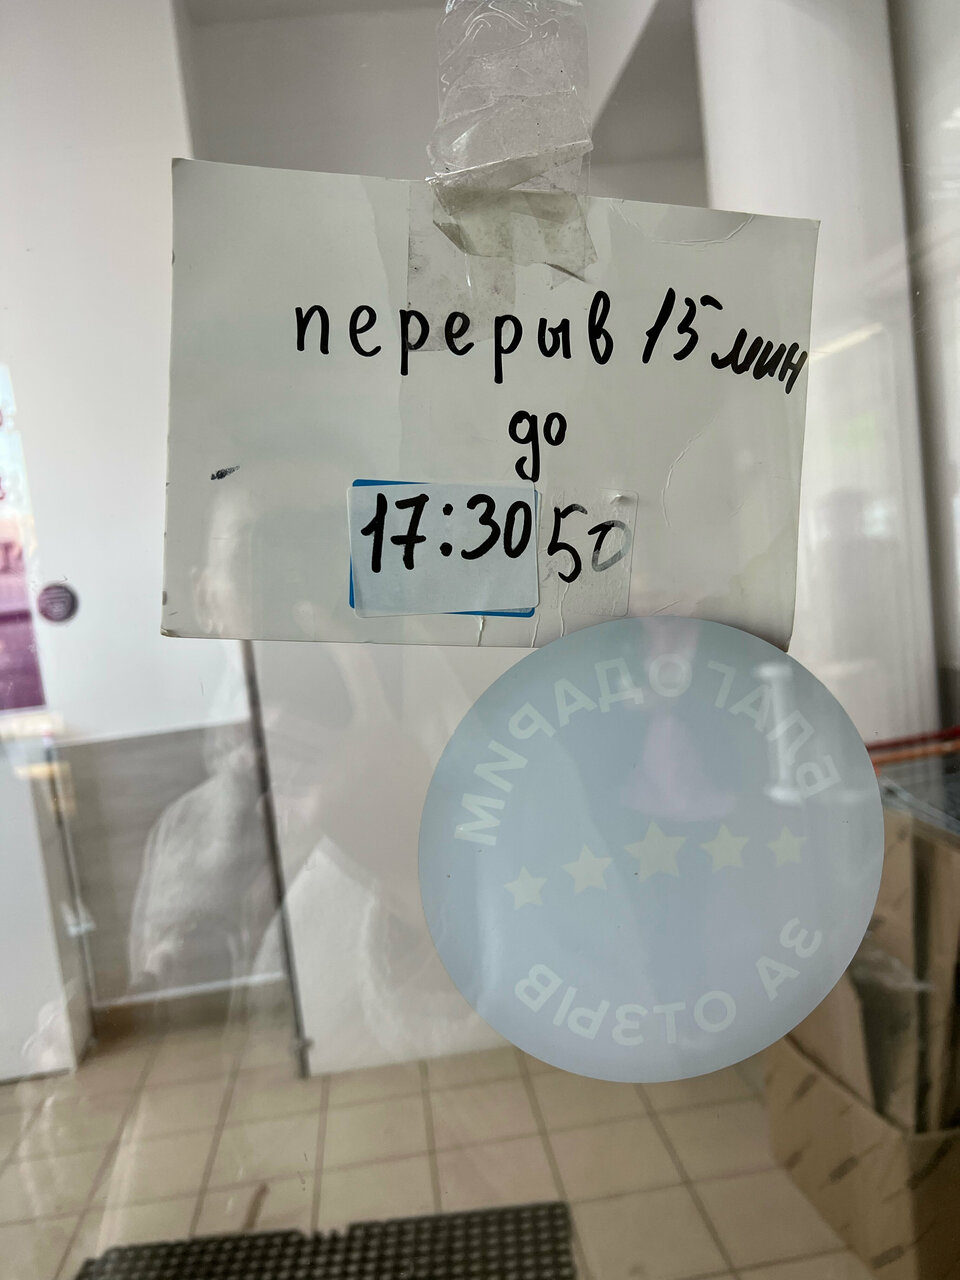 перерыв 15 мин
до
17:30 50
БЛАГОДАРИМ
ЗА ОТЗЫВ